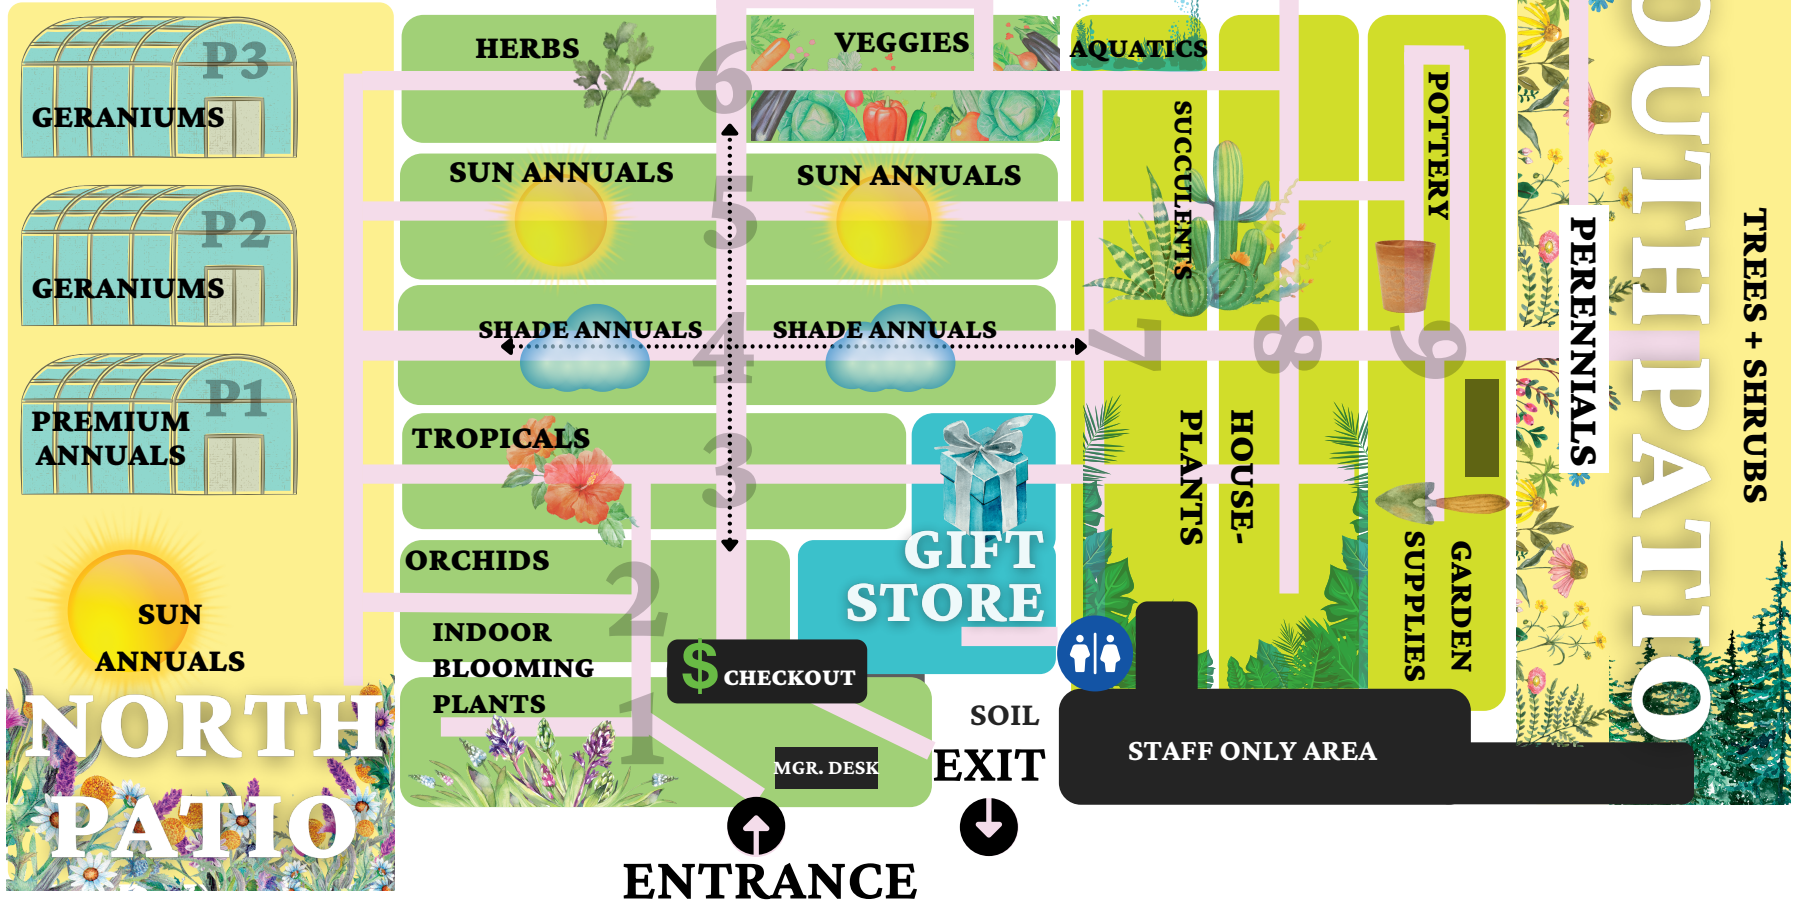 P3
GERANIUMS
P2
GERANIUMS
P1
PREMIUM
ANNUALS
SUN
ANNUALS
NORTH
PATIO
HERBS
6
VEGGIES
SUN ANNUALS
5
SUN ANNUALS
SHADE ANNUALS
4
SHADE ANNUALS
TROPICALS
3
ORCHIDS
2
INDOOR
BLOOMING
PLANTS
1
GIFT
STORE
$ CHECKOUT
MGR. DESK
SOIL
EXIT
ENTRANCE
AQUATICS
SUCCULENTS
7
8
9
POTTERY
HOUSE-
PLANTS
GARDEN
SUPPLIES
STAFF ONLY AREA
PERENNIALS
OUTH PATIO
TREES + SHRUBS